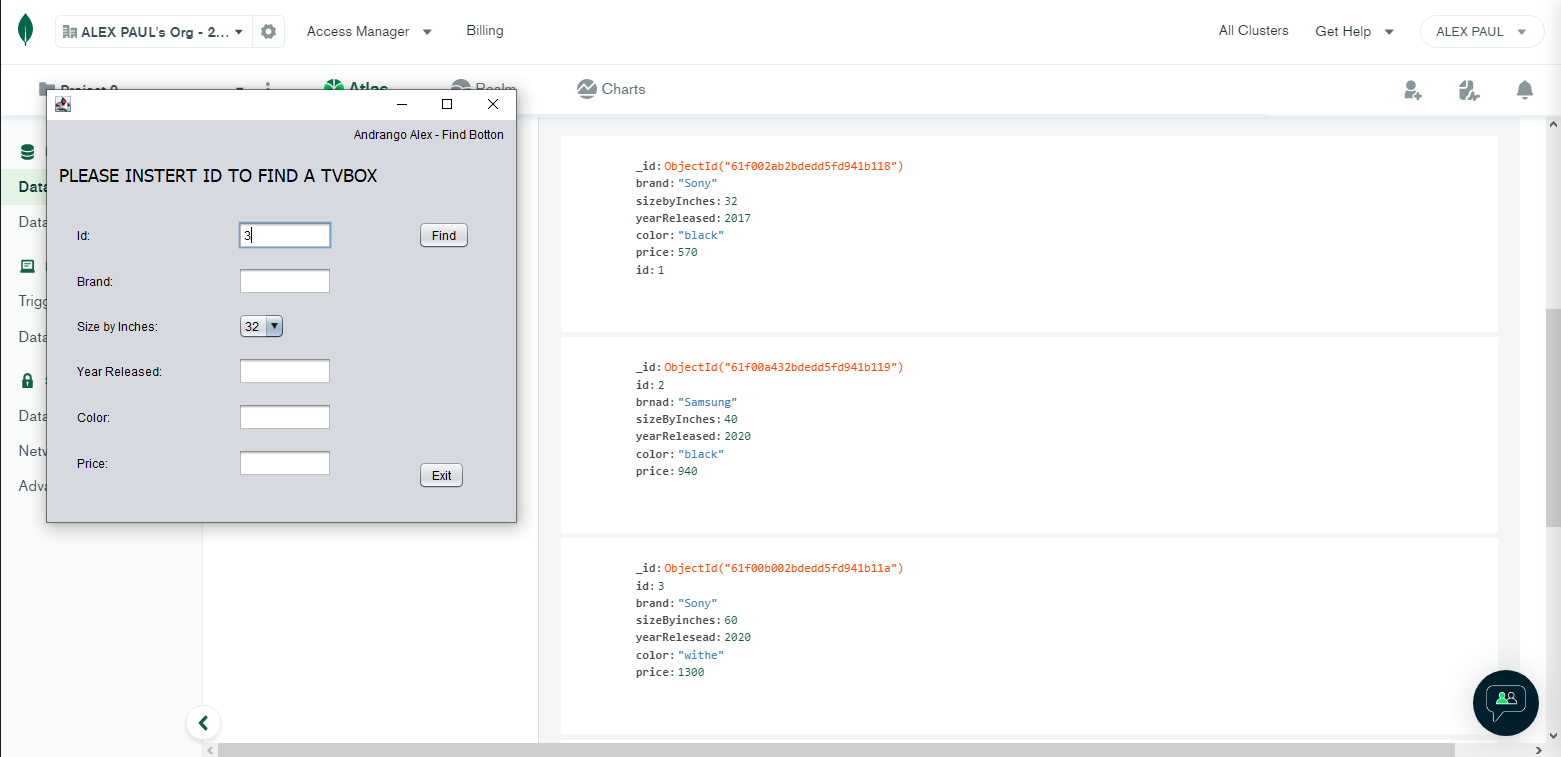 ALEX PAUL's Org - 2...
Access Manager
Billing
All Clusters
Get Help
ALEX PAUL
Atlas
Realm
Charts
Andrango Alex - Find Botton
PLEASE INSTERT ID TO FIND A TVBOX
Id:
3
Find
Brand:
Size by Inches:
32
Year Released:
Color:
Price:
Exit
Data
Data
Trigg
Data
Data
Netw
Adva
_id: ObjectId("61f002ab2bdedd5fd941b118")
brand: "Sony"
sizebyInches: 32
yearReleased: 2017
color: "black"
price: 570
id: 1
_id: ObjectId("61f00a432bdedd5fd941b119")
id: 2
brnad: "Samsung"
sizeByInches: 40
yearReleased: 2020
color: "black"
price: 940
_id: ObjectId("61f00b002bdedd5fd941b11a")
id: 3
brand: "Sony"
sizeByinches: 60
yearRelesead: 2020
color: "withe"
price: 1300